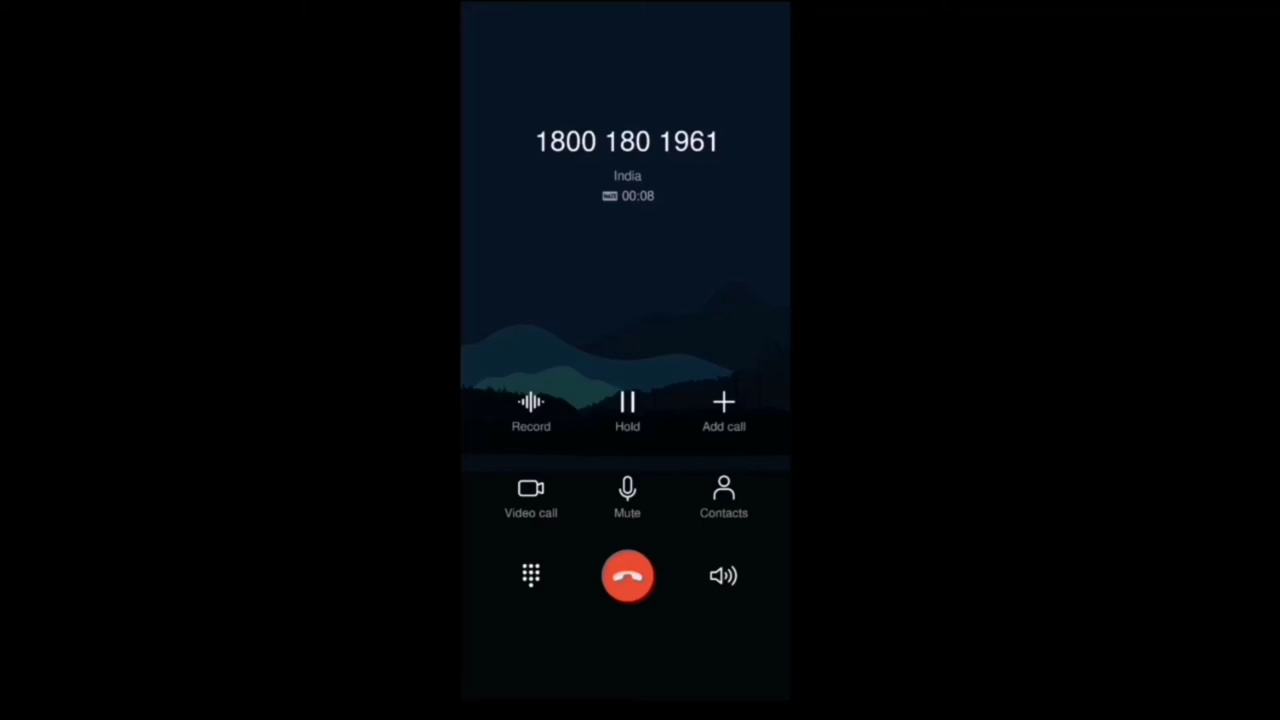 1800 180 1961
India
00:08
Record Hold Add call
Video call Mute Contacts